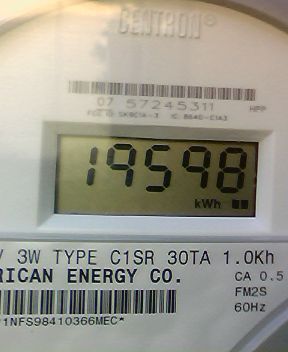 CENTRON®
07 57245311 HPP
19598
kWh
3W TYPE C1SR 30TA 1.0Kh
RICAN ENERGY CO.
CA 0.5
FM2S
60Hz
1NFS98410366MEC*